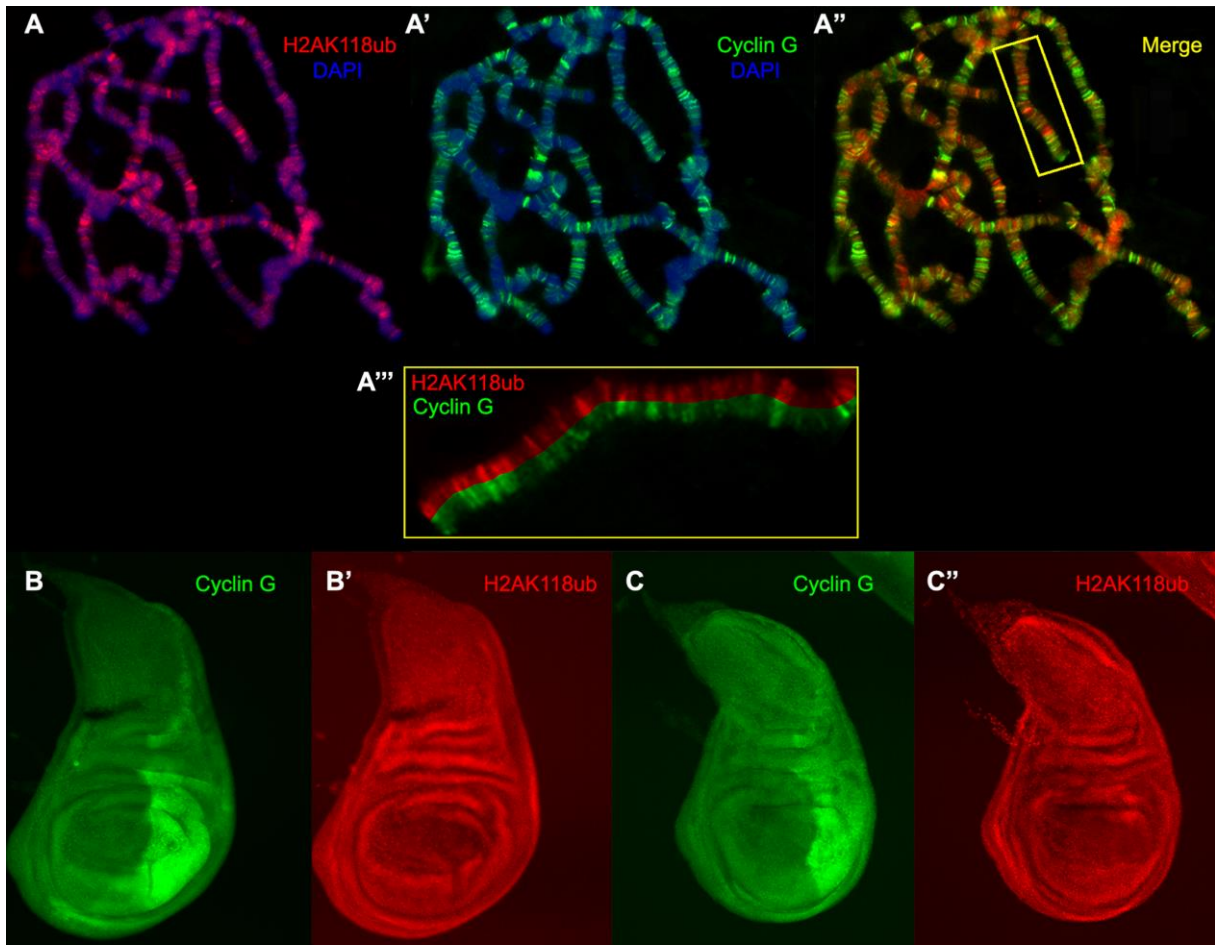 A
H2AK118ub
DAPI
A'
Cyclin G
DAPI
A"
Merge
A'''
H2AK118ub
Cyclin G
B
Cyclin G
B'
H2AK118ub
C
Cyclin G
C"
H2AK118ub